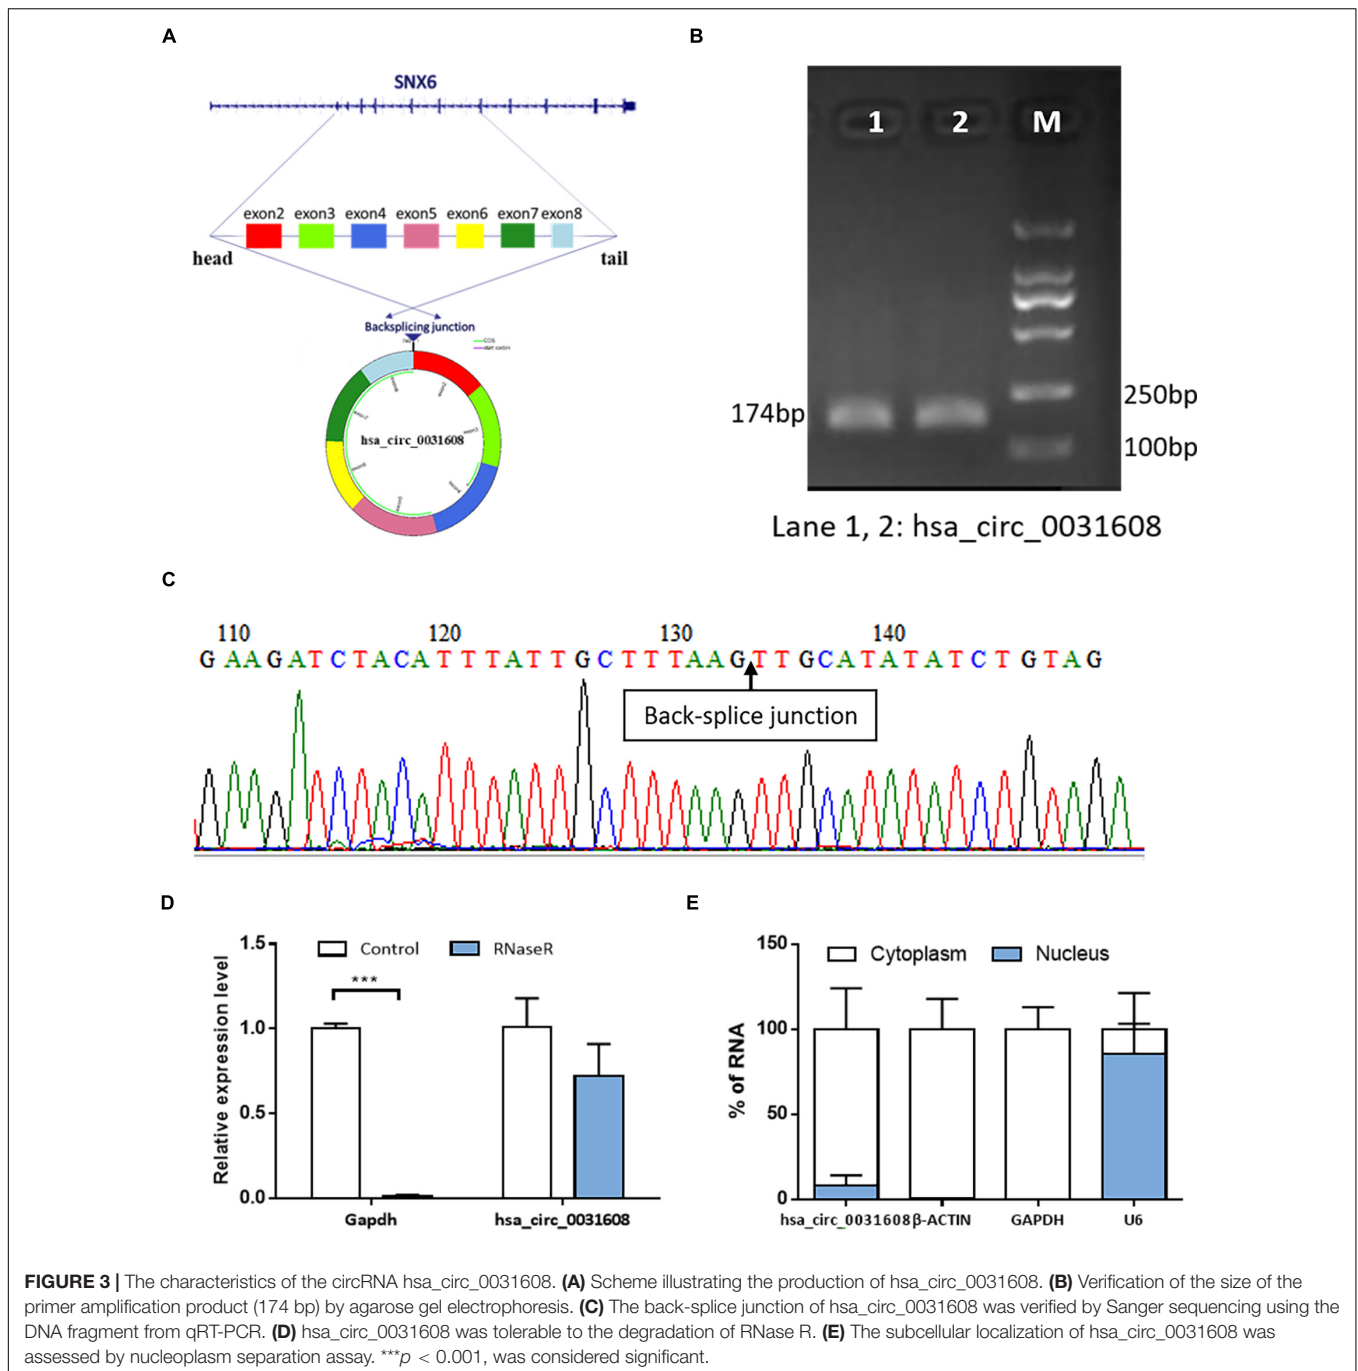 A
SNX6
exon2 exon3 exon4 exon5 exon6 exon7 exon8
head
tail
Backsplicing junction
CDS
start codon
hsa_circ_0031608
B
1 2 M
174bp
250bp
100bp
Lane 1, 2: hsa_circ_0031608
C
110 120 130 140
G A A G A T C T A C A T T T A T T G C T T T A A G T T G C A T A T A T C T G T A G
Back-splice junction
D
Control RNaseR
Relative expression level
1.5
1.0
0.5
0.0
***
Gapdh hsa_circ_0031608
E
Cytoplasm Nucleus
% of RNA
150
100
50
0
hsa_circ_0031608 β-ACTIN GAPDH U6
FIGURE 3 | The characteristics of the circRNA hsa_circ_0031608. (A) Scheme illustrating the production of hsa_circ_0031608. (B) Verification of the size of the
primer amplification product (174 bp) by agarose gel electrophoresis. (C) The back-splice junction of hsa_circ_0031608 was verified by Sanger sequencing using the
DNA fragment from qRT-PCR. (D) hsa_circ_0031608 was tolerable to the degradation of RNase R. (E) The subcellular localization of hsa_circ_0031608 was
assessed by nucleoplasm separation assay. ***p < 0.001, was considered significant.